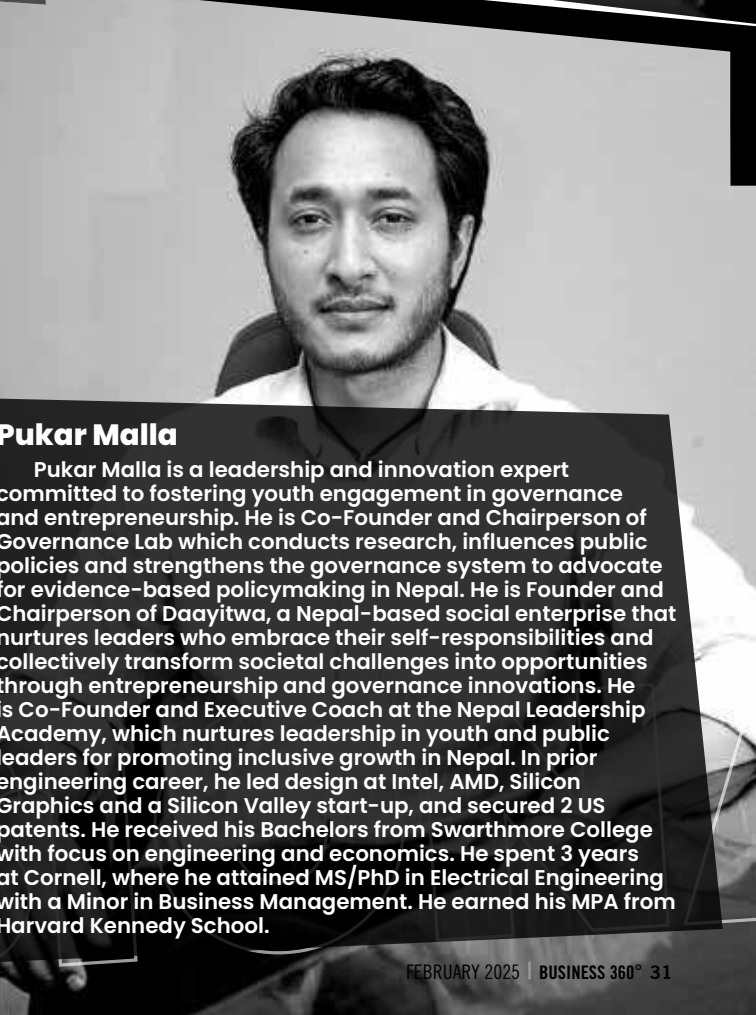 Pukar Malla
Pukar Malla is a leadership and innovation expert
committed to fostering youth engagement in governance
and entrepreneurship. He is Co-Founder and Chairperson of
Governance Lab which conducts research, influences public
policies and strengthens the governance system to advocate
for evidence-based policymaking in Nepal. He is Founder and
Chairperson of Daayitwa, a Nepal-based social enterprise that
nurtures leaders who embrace their self-responsibilities and
collectively transform societal challenges into opportunities
through entrepreneurship and governance innovations. He
is Co-Founder and Executive Coach at the Nepal Leadership
Academy, which nurtures leadership in youth and public
leaders for promoting inclusive growth in Nepal. In prior
engineering career, he led design at Intel, AMD, Silicon
Graphics and a Silicon Valley start-up, and secured 2 US
patents. He received his Bachelors from Swarthmore College
with focus on engineering and economics. He spent 3 years
at Cornell, where he attained MS/PhD in Electrical Engineering
with a Minor in Business Management. He earned his MPA from
Harvard Kennedy School.
FEBRUARY 2025 | BUSINESS 360° 31